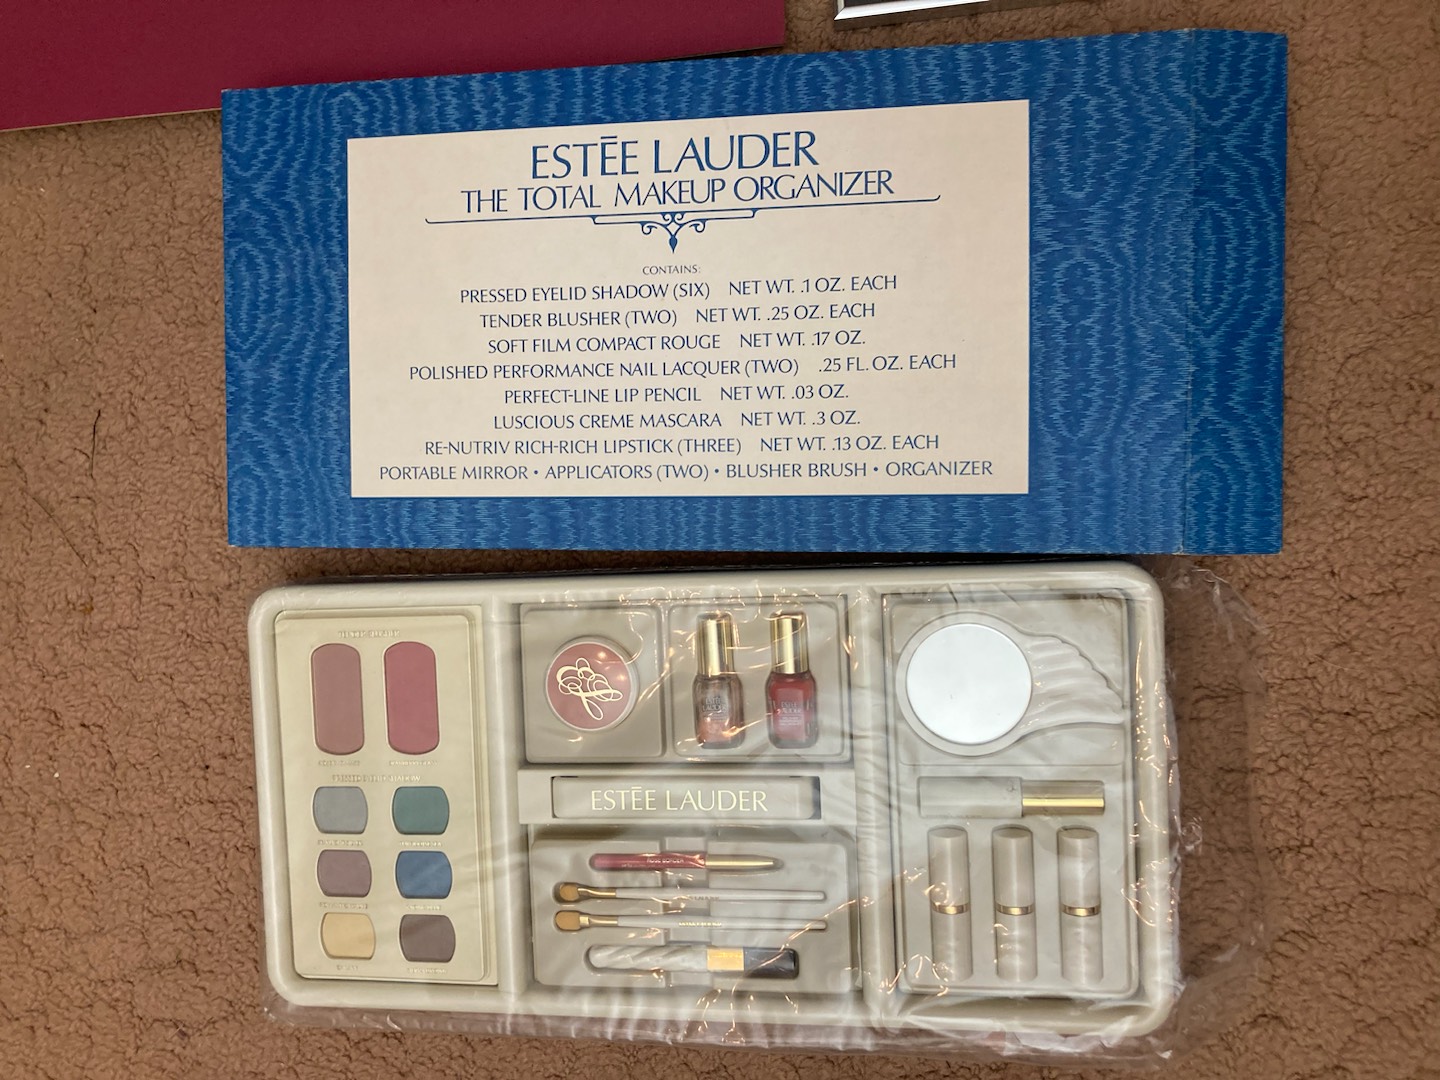 ESTĒE LAUDER
THE TOTAL MAKEUP ORGANIZER
CONTAINS:
PRESSED EYELID SHADOW (SIX) NET WT. .1 OZ. EACH
TENDER BLUSHER (TWO) NET WT. .25 OZ. EACH
SOFT FILM COMPACT ROUGE NET WT. .17 OZ.
POLISHED PERFORMANCE NAIL LACQUER (TWO) .25 FL. OZ. EACH
PERFECT-LINE LIP PENCIL NET WT. .03 OZ.
LUSCIOUS CREME MASCARA NET WT. .3 OZ.
RE-NUTRIV RICH-RICH LIPSTICK (THREE) NET WT. .13 OZ. EACH
PORTABLE MIRROR • APPLICATORS (TWO) • BLUSHER BRUSH • ORGANIZER
TENDER BLUSHER
PRESSED EYELID SHADOW
ESTĒE LAUDER